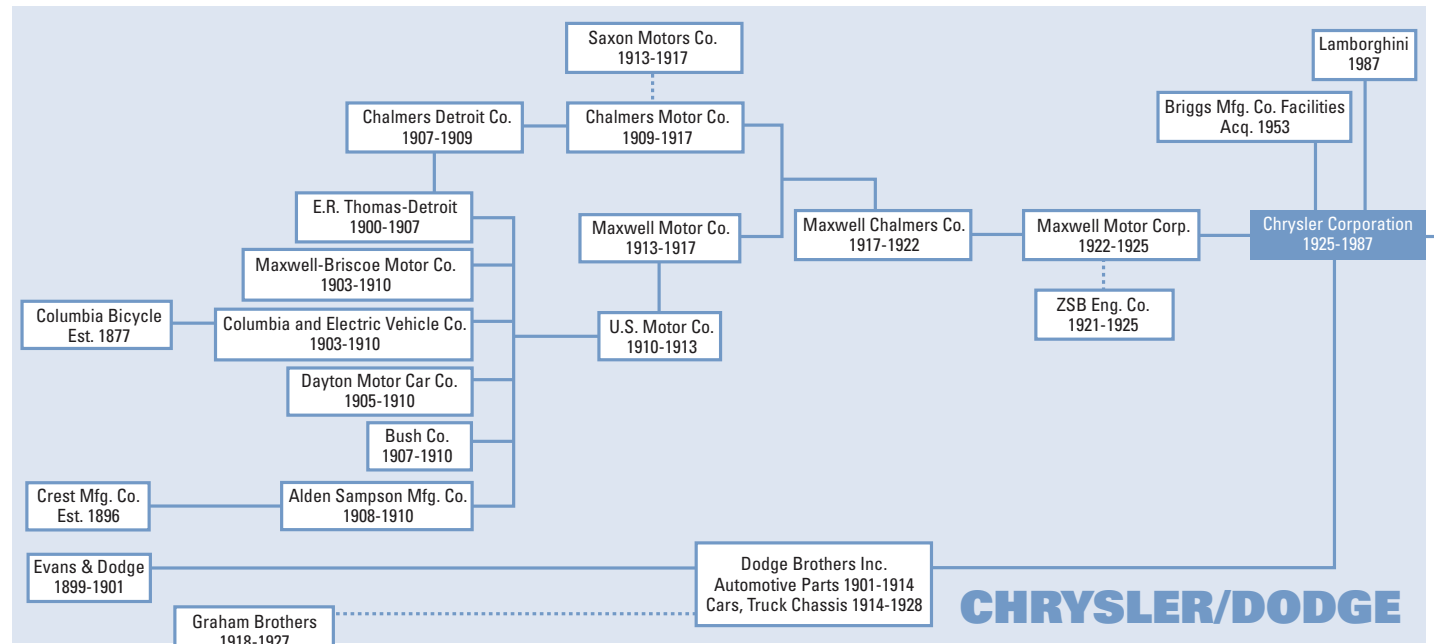 Saxon Motors Co.
1913-1917
Lamborghini
1987
Chalmers Detroit Co.
1907-1909
Chalmers Motor Co.
1909-1917
Briggs Mfg. Co. Facilities
Acq. 1953
E.R. Thomas-Detroit
1900-1907
Maxwell Motor Co.
1913-1917
Maxwell Chalmers Co.
1917-1922
Maxwell Motor Corp.
1922-1925
Chrysler Corporation
1925-1987
Maxwell-Briscoe Motor Co.
1903-1910
Columbia Bicycle
Est. 1877
Columbia and Electric Vehicle Co.
1903-1910
U.S. Motor Co.
1910-1913
ZSB Eng. Co.
1921-1925
Dayton Motor Car Co.
1905-1910
Bush Co.
1907-1910
Crest Mfg. Co.
Est. 1896
Alden Sampson Mfg. Co.
1908-1910
Evans & Dodge
1899-1901
Dodge Brothers Inc.
Automotive Parts 1901-1914
Cars, Truck Chassis 1914-1928
Graham Brothers
1918-1927
CHRYSLER/DODGE